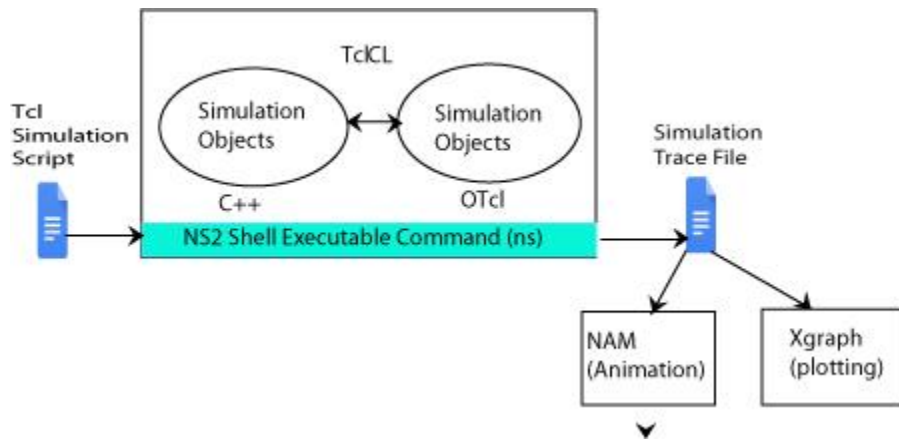 TclCL
Tcl
Simulation
Script
Simulation
Objects
Simulation
Objects
C++
OTcl
NS2 Shell Executable Command (ns)
Simulation
Trace File
NAM
(Animation)
Xgraph
(plotting)